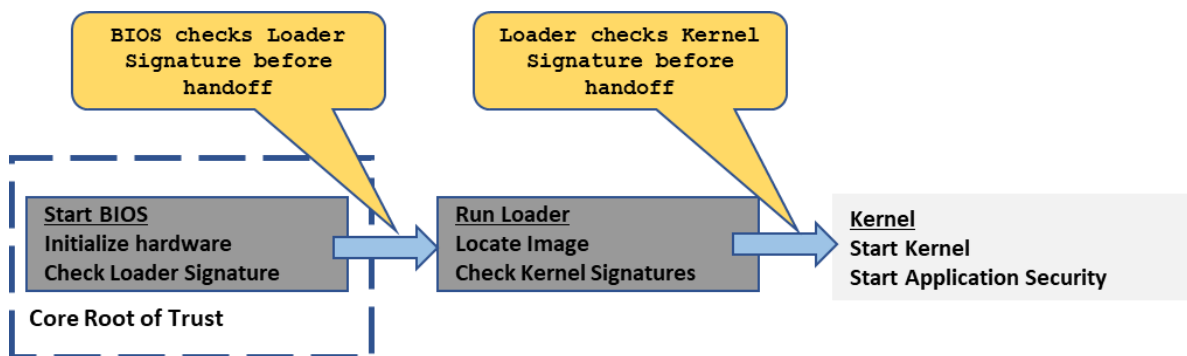 BIOS checks Loader
Signature before
handoff
Loader checks Kernel
Signature before
handoff
Start BIOS
Initialize hardware
Check Loader Signature
Core Root of Trust
Run Loader
Locate Image
Check Kernel Signatures
Kernel
Start Kernel
Start Application Security